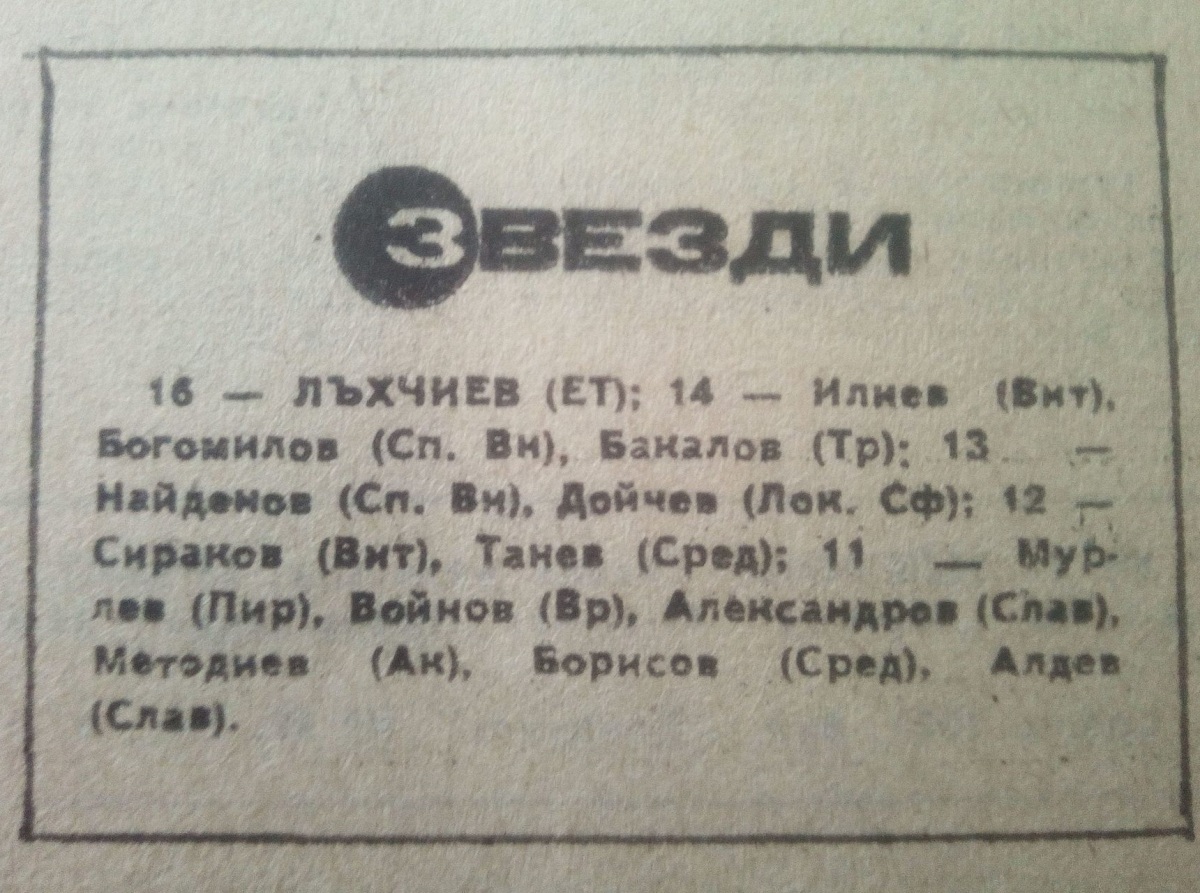 ЗВЕЗДИ
16 — ЛЪХЧИЕВ (ЕТ); 14 — Илиев (Вит),
Богомилов (Сп. Вн), Бакалов (Тр); 13 —
Найденов (Сп. Вн), Дойчев (Лок. Сф); 12 —
Сираков (Вит), Танев (Сред); 11 — Мур-
лев (Пир), Войнов (Вр), Александров (Слав),
Методиев (Ак), Борисов (Сред), Алдев
(Слав).